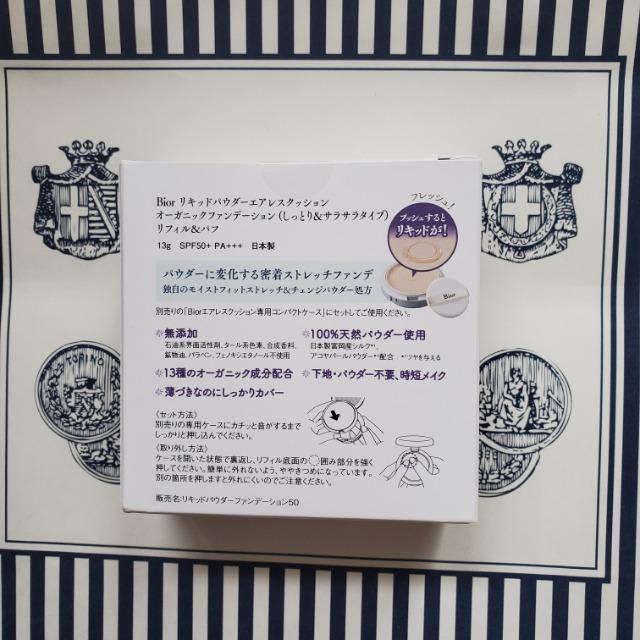 Bior リキッドパウダーエアレスクッション
オーガニックファンデーション(しっとり&サラサラタイプ)
リフィル&パフ
13g SPF50+ PA+++ 日本製
フレッシュ!
プッシュすると
リキッドが!
Bior
パウダーに変化する密着ストレッチファンデ
独自のモイストフィットストレッチ&チェンジパウダー処方
別売りの「Biorエアレスクッション専用コンパクトケース」にセットしてご使用ください。
無添加
石油系界面活性剤、タール系色素、合成香料、
鉱物油、パラベン、フェノキシエタノール不使用
100%天然パウダー使用
日本製富岡産シルク*¹、
アコヤパールパウダー*¹配合 *¹ツヤを与える
13種のオーガニック成分配合
下地・パウダー不要、時短メイク
薄づきなのにしっかりカバー
〈セット方法〉
別売りの専用ケースにカチッと音がするまで
しっかりと押し込んでください。
〈取り外し方法〉
ケースを開いた状態で裏返し、リフィル底面の 囲み部分を強く
押してください。簡単に外れないよう、ややきつめになっています。
別の箇所を押しますと外れにくいのでご注意ください。
販売名:リキッドパウダーファンデーション50
TORINO